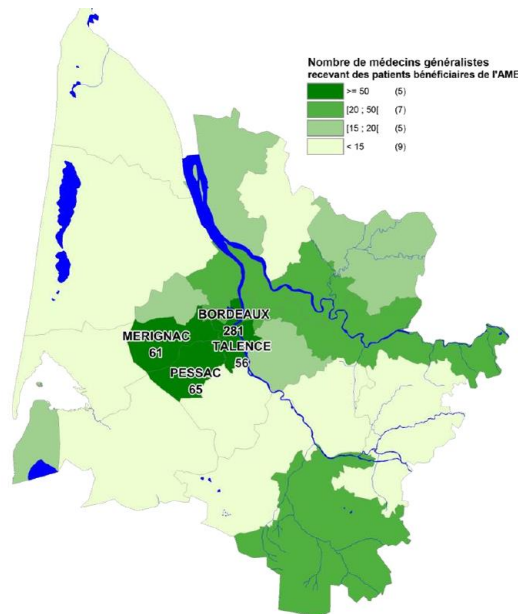 Nombre de médecins généralistes
recevant des patients bénéficiaires de l'AME
>= 50 (5)
[20 ; 50[ (7)
[15 ; 20[ (5)
< 15 (9)
BORDEAUX
281
MERIGNAC
61
TALENCE
56
PESSAC
65